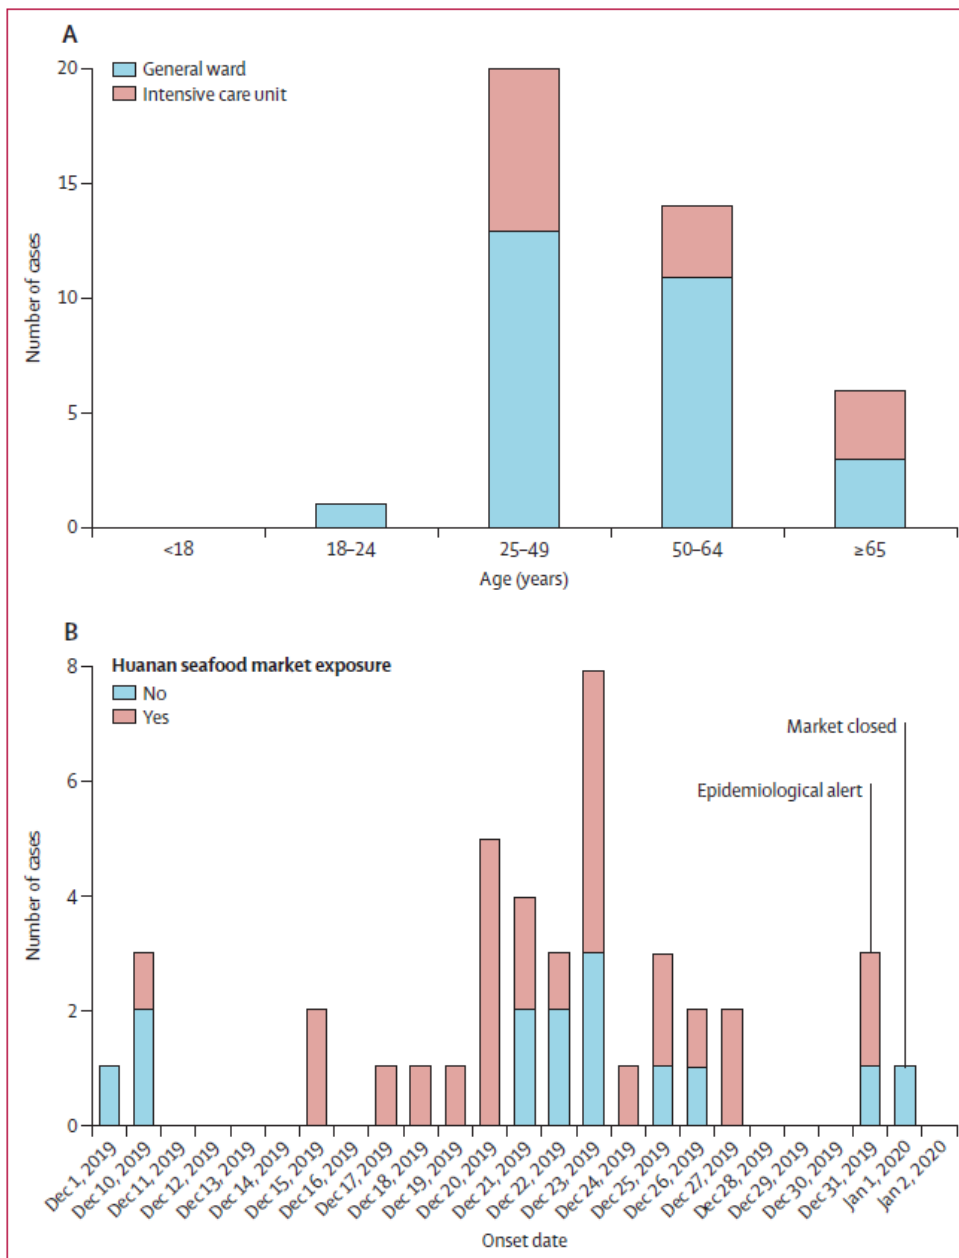 A
General ward
Intensive care unit
20
15
10
5
0
Number of cases
<18
18–24
25–49
50–64
≥65
Age (years)
B
Huanan seafood market exposure
No
Yes
8
6
4
2
0
Number of cases
Market closed
Epidemiological alert
Dec 1, 2019
Dec 10, 2019
Dec 11, 2019
Dec 12, 2019
Dec 13, 2019
Dec 14, 2019
Dec 15, 2019
Dec 16, 2019
Dec 17, 2019
Dec 18, 2019
Dec 19, 2019
Dec 20, 2019
Dec 21, 2019
Dec 22, 2019
Dec 23, 2019
Dec 24, 2019
Dec 25, 2019
Dec 26, 2019
Dec 27, 2019
Dec 28, 2019
Dec 29, 2019
Dec 30, 2019
Dec 31, 2019
Jan 1, 2020
Jan 2, 2020
Onset date